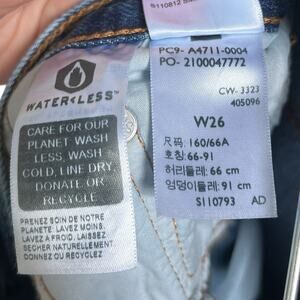 WATER<LESS™
CARE FOR OUR
PLANET WASH
LESS, WASH
COLD, LINE DRY,
DONATE OR
RECYCLE
PRENEZ SOIN DE NOTRE
PLANETE: LAVEZ MOINS,
LAVEZ A FROID, LAISSEZ
SECHER NATURELLEMENT
DONNEZ OU RECYCLEZ
PC9- A4711-0004
PO- 2100047772
CW- 3323
405096
W26
尺码: 160/66A
호칭: 66-91
허리둘레: 66 cm
엉덩이둘레: 91 cm
S110793 AD